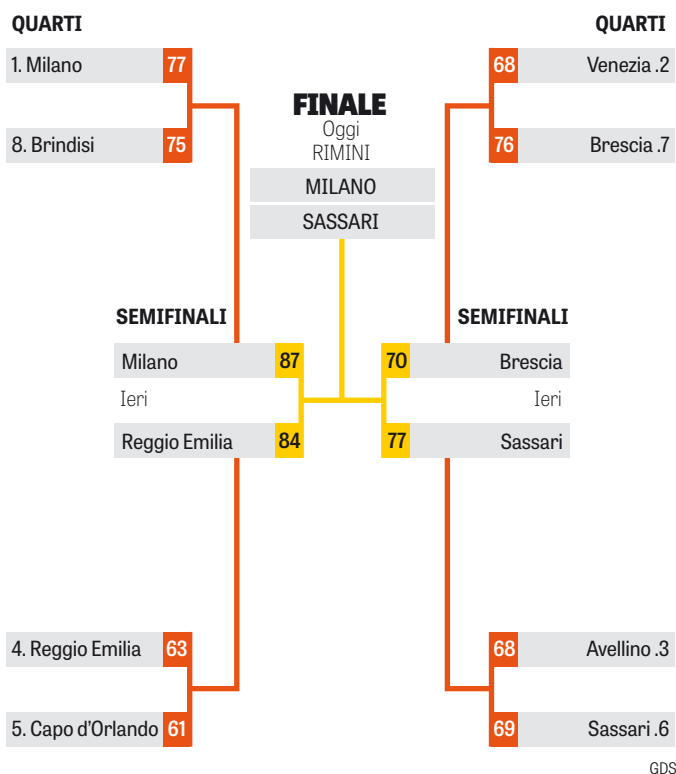 QUARTI
QUARTI
1. Milano 77
68 Venezia .2
8. Brindisi 75
76 Brescia .7
FINALE
Oggi
RIMINI
MILANO
SASSARI
SEMIFINALI
SEMIFINALI
Milano 87
70 Brescia
Ieri
Ieri
Reggio Emilia 84
77 Sassari
4. Reggio Emilia 63
68 Avellino .3
5. Capo d'Orlando 61
69 Sassari .6
GDS